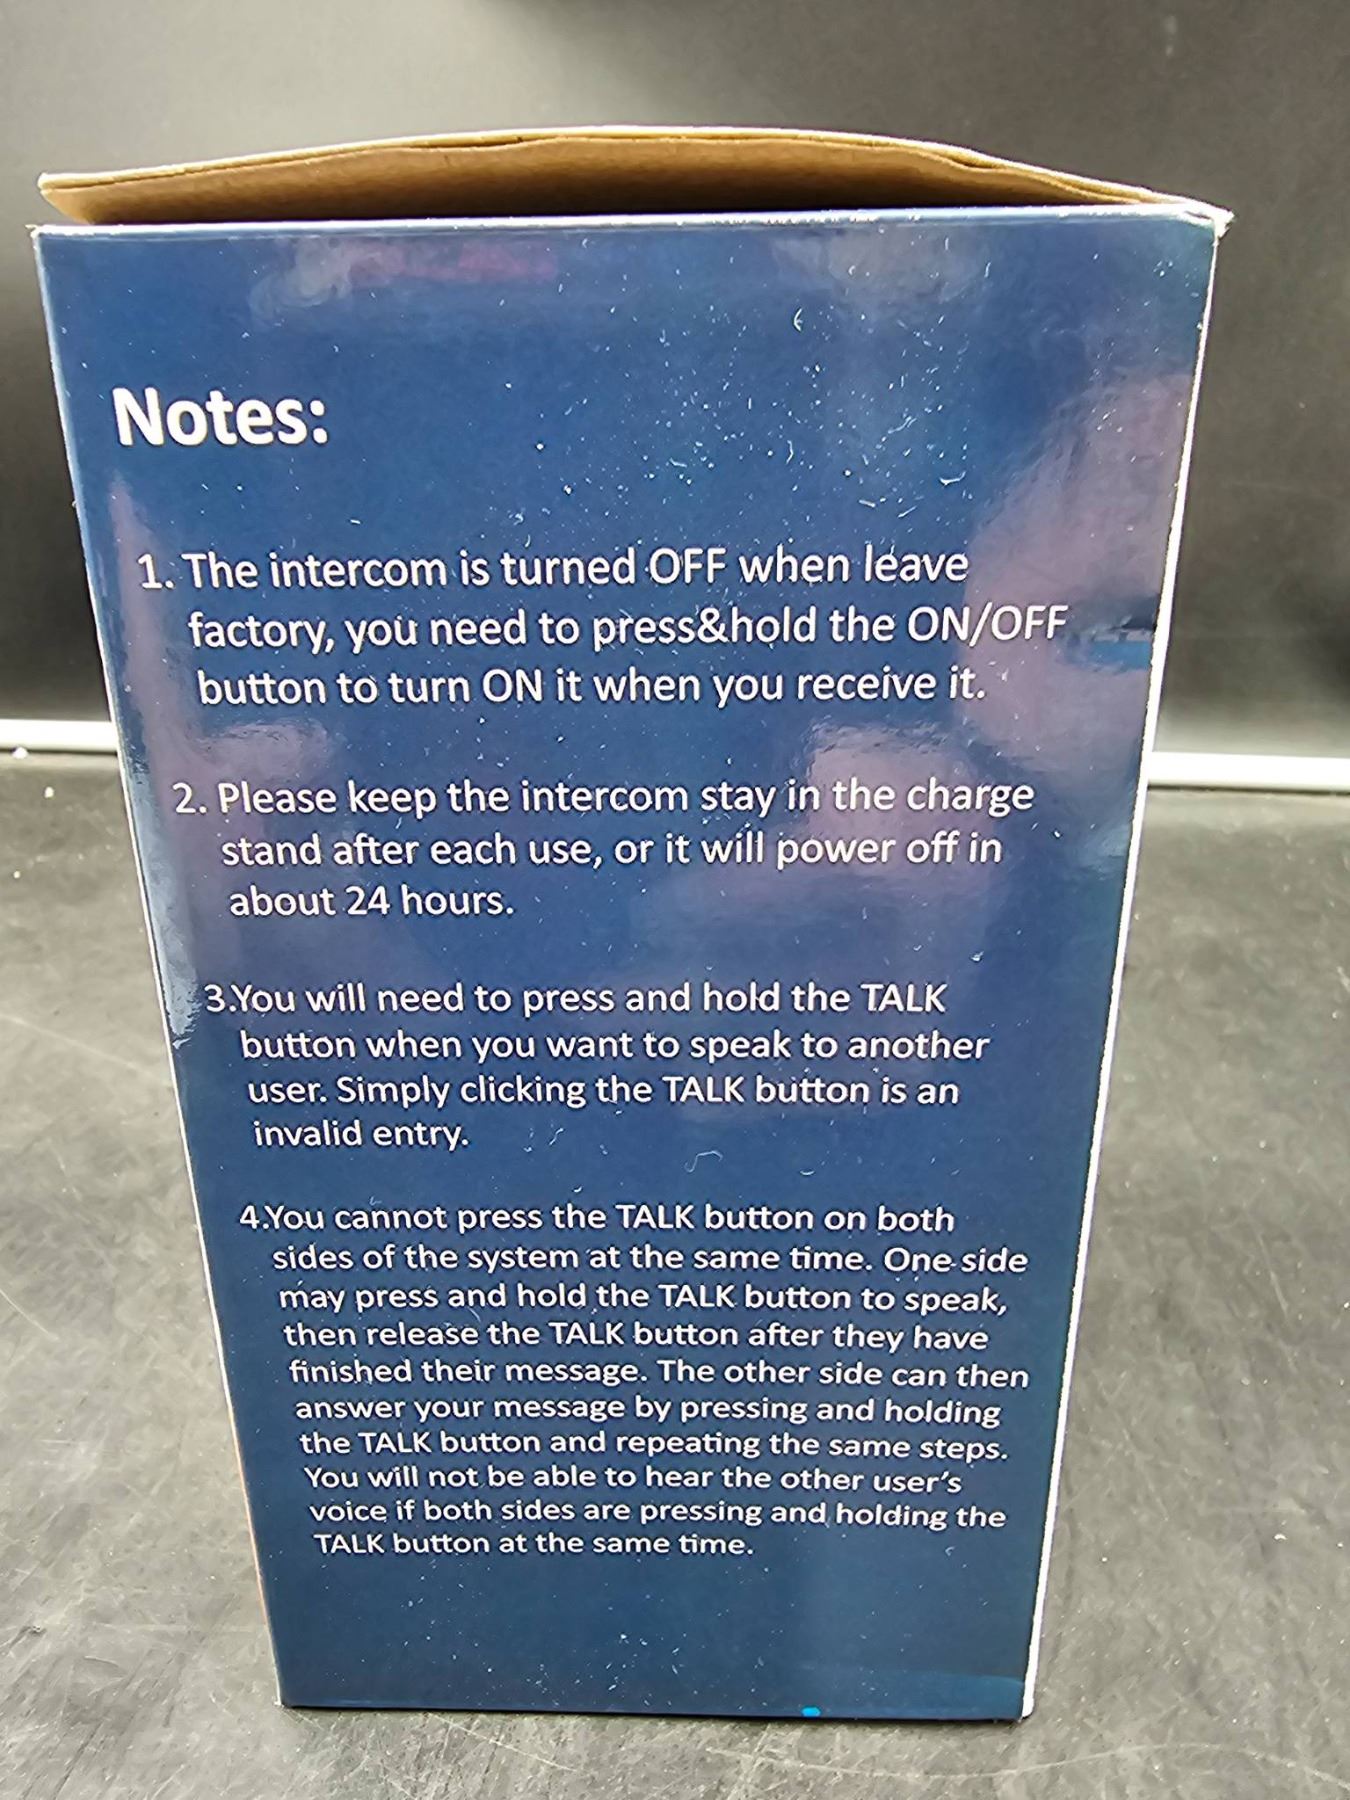 Notes:
1. The intercom is turned OFF when leave
factory, you need to press&hold the ON/OFF
button to turn ON it when you receive it.
2. Please keep the intercom stay in the charge
stand after each use, or it will power off in
about 24 hours.
3.You will need to press and hold the TALK
button when you want to speak to another
user. Simply clicking the TALK button is an
invalid entry.
4.You cannot press the TALK button on both
sides of the system at the same time. One side
may press and hold the TALK button to speak,
then release the TALK button after they have
finished their message. The other side can then
answer your message by pressing and holding
the TALK button and repeating the same steps.
You will not be able to hear the other user's
voice if both sides are pressing and holding the
TALK button at the same time.